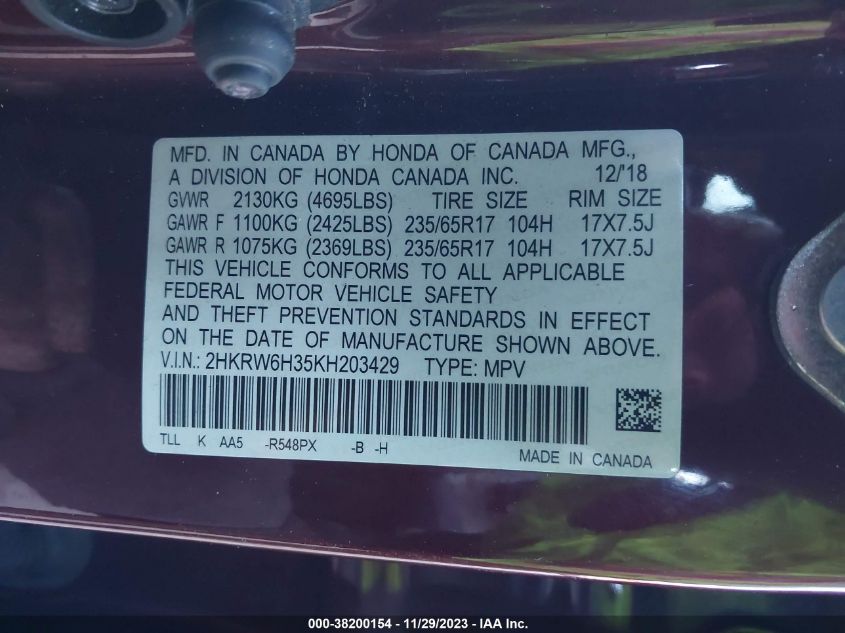 MFD. IN CANADA BY HONDA OF CANADA MFG.,
A DIVISION OF HONDA CANADA INC. 12/'18
GVWR 2130KG (4695LBS) TIRE SIZE RIM SIZE
GAWR F 1100KG (2425LBS) 235/65R17 104H 17X7.5J
GAWR R 1075KG (2369LBS) 235/65R17 104H 17X7.5J
THIS VEHICLE CONFORMS TO ALL APPLICABLE
FEDERAL MOTOR VEHICLE SAFETY
AND THEFT PREVENTION STANDARDS IN EFFECT
ON THE DATE OF MANUFACTURE SHOWN ABOVE.
V.I.N.: 2HKRW6H35KH203429 TYPE: MPV
TLL K AA5 -R548PX -B -H
MADE IN CANADA
000-38200154 - 11/29/2023 - IAA Inc.